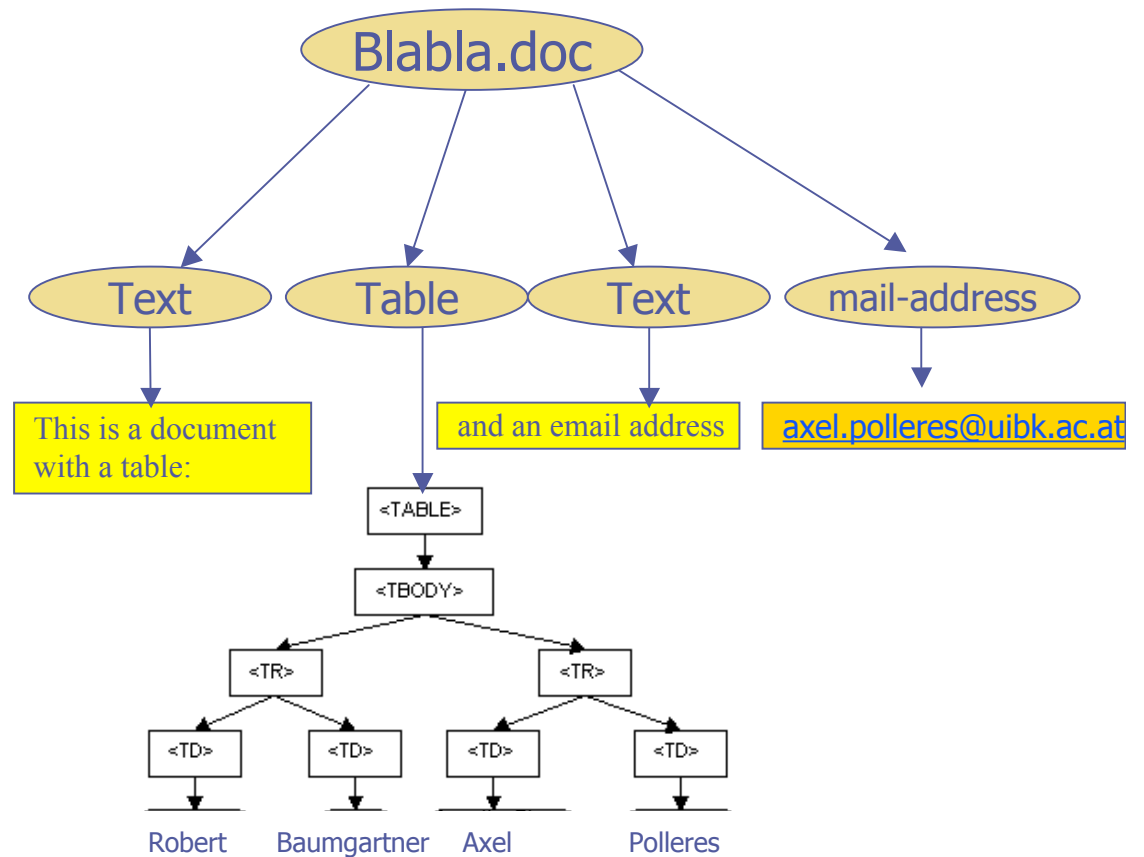 Blabla.doc
Text Table Text mail-address
This is a document
with a table:
and an email address
axel.polleres@uibk.ac.at
<TABLE>
<TBODY>
<TR> <TR>
<TD> <TD> <TD> <TD>
Robert Baumgartner Axel Polleres